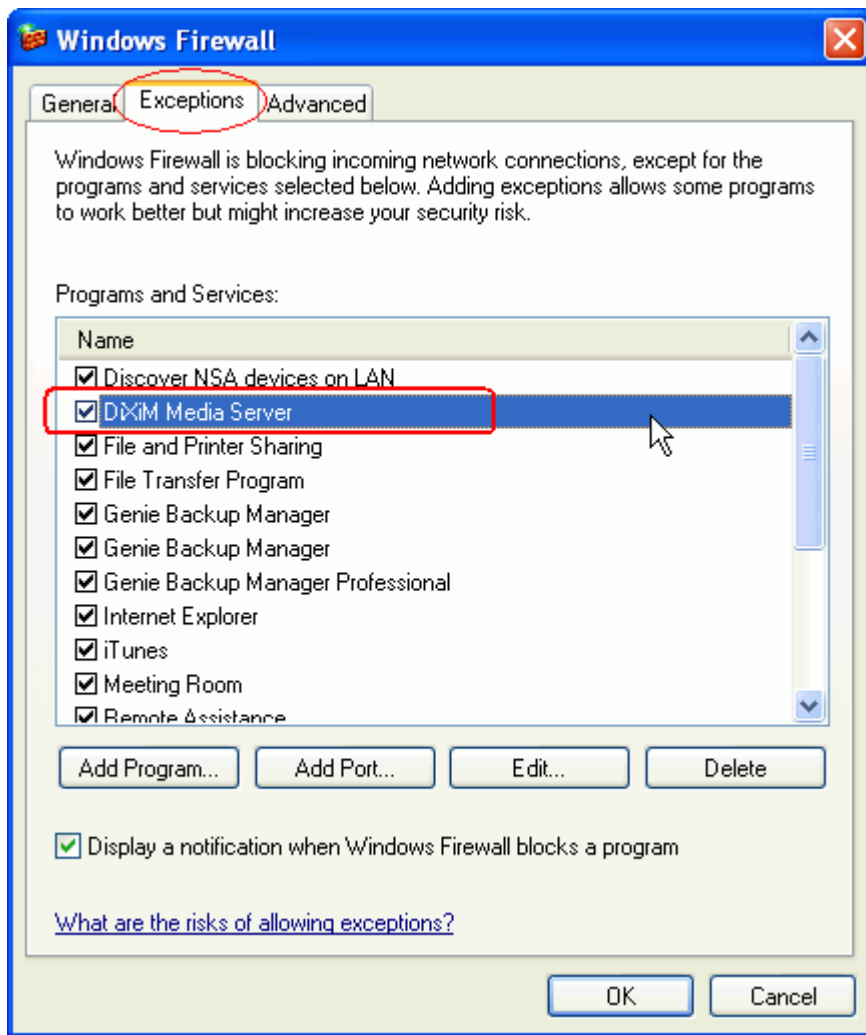 Windows Firewall
General Exceptions Advanced
Windows Firewall is blocking incoming network connections, except for the
programs and services selected below. Adding exceptions allows some programs
to work better but might increase your security risk.
Programs and Services:
Name
Discover NSA devices on LAN
DiXiM Media Server
File and Printer Sharing
File Transfer Program
Genie Backup Manager
Genie Backup Manager
Genie Backup Manager Professional
Internet Explorer
iTunes
Meeting Room
Remote Assistance
Add Program... Add Port... Edit... Delete
Display a notification when Windows Firewall blocks a program
What are the risks of allowing exceptions?
OK Cancel